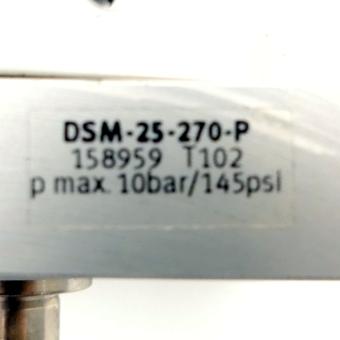 DSM-25-270-P
158959 T102
p max. 10bar/145psi